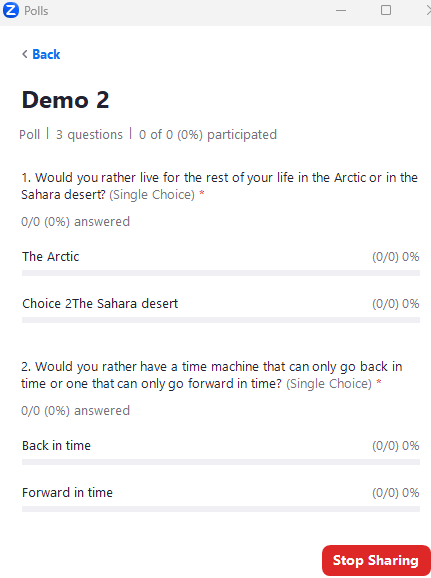 Polls
Back
Demo 2
Poll | 3 questions | 0 of 0 (0%) participated
1. Would you rather live for the rest of your life in the Arctic or in the
Sahara desert? (Single Choice) *
0/0 (0%) answered
The Arctic (0/0) 0%
Choice 2The Sahara desert (0/0) 0%
2. Would you rather have a time machine that can only go back in
time or one that can only go forward in time? (Single Choice) *
0/0 (0%) answered
Back in time (0/0) 0%
Forward in time (0/0) 0%
Stop Sharing